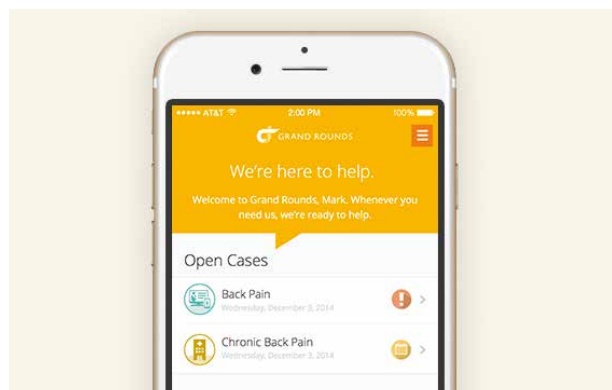 AT&T 2:00 PM 100%
GRAND ROUNDS
We're here to help.
Welcome to Grand Rounds, Mark. Whenever you
need us, we're ready to help.
Open Cases
Back Pain
Wednesday, December 3, 2014
Chronic Back Pain
Wednesday, December 3, 2014